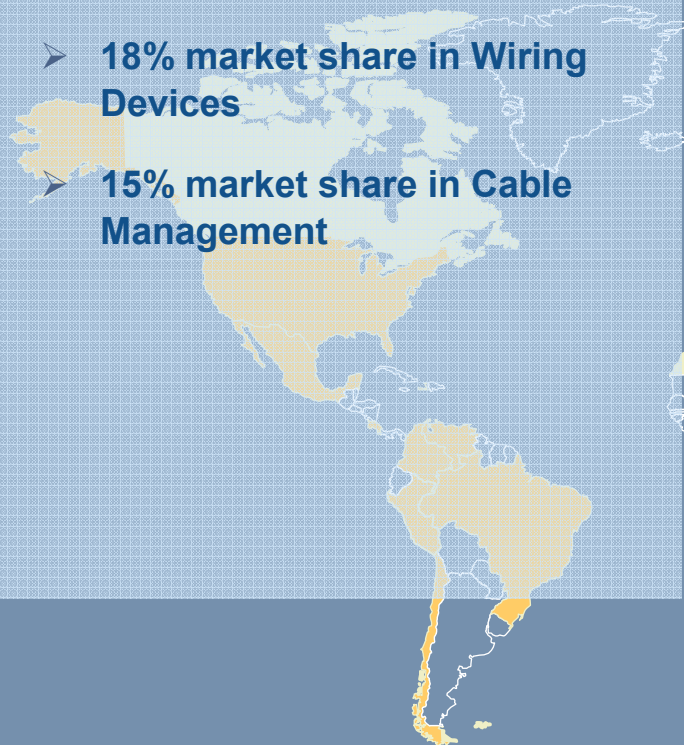 ➢ 18% market share in Wiring
Devices
➢ 15% market share in Cable
Management